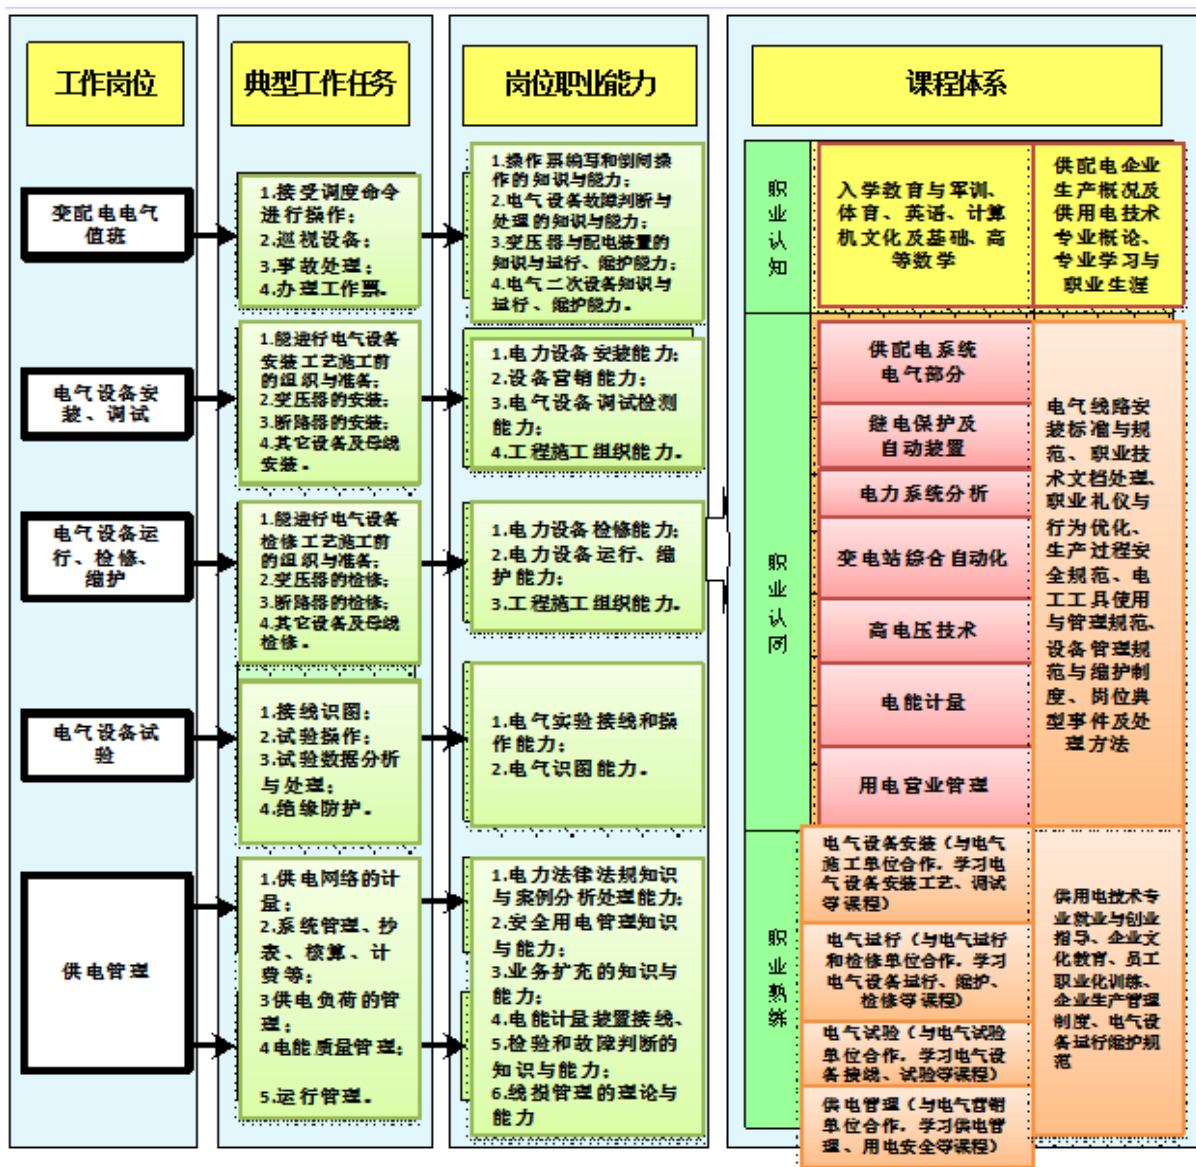 工作岗位
典型工作任务
岗位职业能力
课程体系
变配电电气
值班
1.接受调度命令
进行操作；
2.巡视设备；
3.事故处理；
4.办理工作票。
1.操作票编写和倒闸操
作的知识与能力；
2.电气设备故障判断与
处理的知识与能力；
3.变压器与配电装置的
知识与运行、维护能力；
4.电气二次设备知识与
运行、维护能力。
职业认知
入学教育与军训、
体育、英语、计算
机文化及基础、高
等数学
供配电企业
生产概况及
供用电技术
专业概论、
专业学习与
职业生涯
电气设备安
装、调试
1.能进行电气设备
安装工艺施工前
的组织与准备；
2.变压器的安装；
3.断路器的安装；
4.其它设备及母线
安装。
1.电力设备安装能力；
2.设备营销能力；
3.电气设备调试检测
能力；
4.工程施工组织能力。
电气设备运
行、检修、
维护
1.能进行电气设备
检修工艺施工前
的组织与准备；
2.变压器的检修；
3.断路器的检修；
4.其它设备及母线
检修。
1.电力设备检修能力；
2.电力设备运行、维
护能力；
3.工程施工组织能力。
电气设备试
验
1.接线识图；
2.试验操作；
3.试验数据分析
与处理；
4.绝缘防护。
1.电气实验接线和操
作能力；
2.电气识图能力。
职业认同
供配电系统
电气部分
继电保护及
自动装置
电力系统分析
变电站综合自动化
高电压技术
电能计量
用电营业管理
电气线路安
装标准与规
范、职业技
术文档处理、
职业礼仪与
行为优化、
生产过程安
全规范、电
工工具使用
与管理规范、
设备管理规
范与维护制
度、岗位典
型事件及处
理方法
供电管理
1.供电网络的计
量；
2.系统管理、抄
表、核算、计
费等；
3供电负荷的管
理；
4电能质量管理；
5.运行管理。
1.电力法律法规知识
与案例分析处理能力；
2.安全用电管理知识
与能力；
3.业务扩充的知识与
能力；
4.电能计量装置接线、
5.检验和故障判断的
知识与能力；
6.线损管理的理论与
能力
职业熟练
电气设备安装（与电气
施工单位合作，学习电
气设备安装工艺、调试
等课程）
电气运行（与电气运行
和检修单位合作，学习
电气设备运行、维护、
检修等课程）
电气试验（与电气试验
单位合作，学习电气设
备接线、试验等课程）
供电管理（与电气营销
单位合作，学习供电管
理、用电安全等课程）
供用电技术专
业就业与创业
指导、企业文
化教育、员工
职业化训练、
企业生产管理
制度、电气设
备运行维护规
范